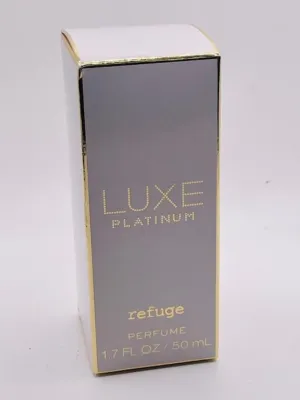 LUXE
PLATINUM
refuge
PERFUME
1.7 FL OZ / 50 mL